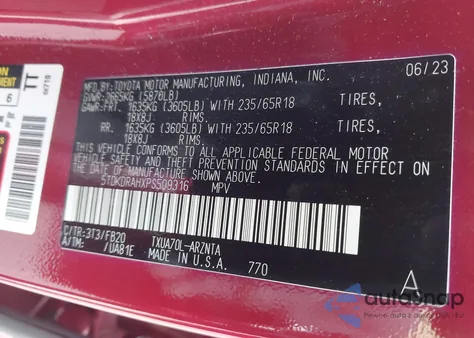 MFD.BY: TOYOTA MOTOR MANUFACTURING, INDIANA, INC. 06/23
GVWR: (5870LB)
GAWR:FRT. 1635KG (3605LB) WITH 235/65R18 TIRES,
18X8J RIMS.
RR. 1635KG (3605LB) WITH 235/65R18 TIRES,
18X8J RIMS.
THIS VEHICLE CONFORMS TO ALL APPLICABLE FEDERAL MOTOR
VEHICLE SAFETY AND THEFT PREVENTION STANDARDS IN EFFECT ON
THE DATE OF MANUFACTURE SHOWN ABOVE.
5TDKDRAHXPS509316 MPV
C/TR:3T3/FB20 TXUA70L-ARZNTA
A/TM: /UA81E MADE IN U.S.A. 770
A
TT
6
autoSnap